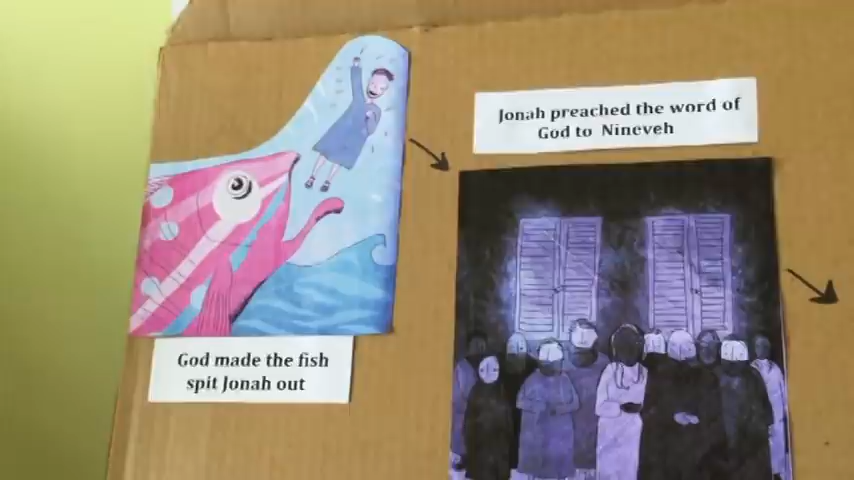 Jonah preached the word of
God to Nineveh
God made the fish
spit Jonah out